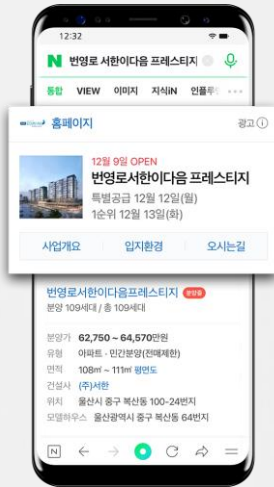 12:32
N 번영로 서한이다음 프레스티지
통합 VIEW 이미지 지식iN 인플루
홈페이지 광고
12월 9일 OPEN
번영로서한이다음 프레스티지
특별공급 12월 12일(월)
1순위 12월 13일(화)
사업개요 입지환경 오시는길
번영로서한이다음프레스티지 분양중
분양 109세대 / 총 109세대
분양가 62,750 ~ 64,570만원
유형 아파트 · 민간분양(전매제한)
면적 108㎡ ~ 111㎡ 평면도
건설사 (주)서한
위치 울산시 중구 복산동 100-24번지
모델하우스 울산광역시 중구 복산동 64번지
N